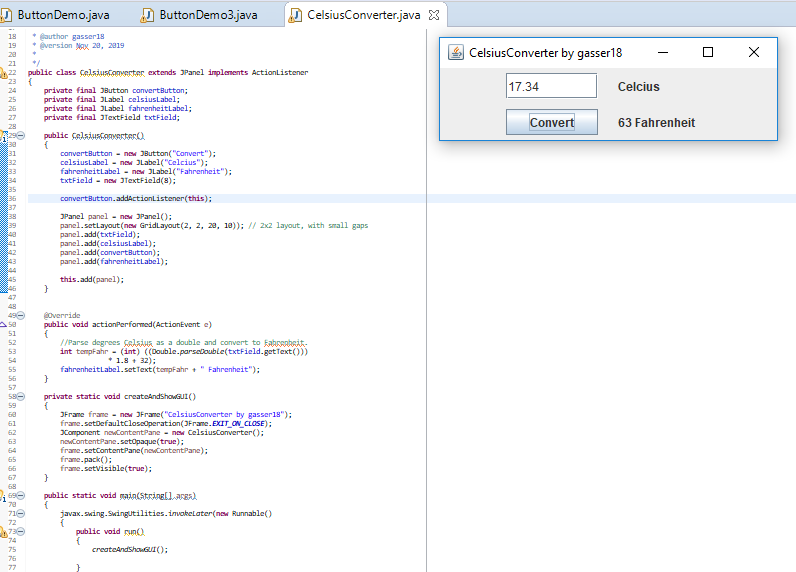 ButtonDemo.java ButtonDemo3.java CelsiusConverter.java
18 * @author gasser18
19 * @version Nov 20, 2019
20 *
21 */
22 public class CelsiusConverter extends JPanel implements ActionListener
23 {
24 private final JButton convertButton;
25 private final JLabel celsiusLabel;
26 private final JLabel fahrenheitLabel;
27 private final JTextField txtField;
28
29 public CelsiusConverter()
30 {
31 convertButton = new JButton("Convert");
32 celsiusLabel = new JLabel("Celcius");
33 fahrenheitLabel = new JLabel("Fahrenheit");
34 txtField = new JTextField(8);
35
36 convertButton.addActionListener(this);
37
38 JPanel panel = new JPanel();
39 panel.setLayout(new GridLayout(2, 2, 20, 10)); // 2x2 layout, with small gaps
40 panel.add(txtField);
41 panel.add(celsiusLabel);
42 panel.add(convertButton);
43 panel.add(fahrenheitLabel);
44
45 this.add(panel);
46 }
47
48
49 @Override
50 public void actionPerformed(ActionEvent e)
51 {
52 //Parse degrees Celsius as a double and convert to Fahrenheit.
53 int tempFahr = (int) ((Double.parseDouble(txtField.getText()))
54 * 1.8 + 32);
55 fahrenheitLabel.setText(tempFahr + " Fahrenheit");
56 }
57
58 private static void createAndShowGUI()
59 {
60 JFrame frame = new JFrame("CelsiusConverter by gasser18");
61 frame.setDefaultCloseOperation(JFrame.EXIT_ON_CLOSE);
62 JComponent newContentPane = new CelsiusConverter();
63 newContentPane.setOpaque(true);
64 frame.setContentPane(newContentPane);
65 frame.pack();
66 frame.setVisible(true);
67 }
68
69 public static void main(String[] args)
70 {
71 javax.swing.SwingUtilities.invokeLater(new Runnable()
72 {
73 public void run()
74 {
75 createAndShowGUI();
76
77 }
CelsiusConverter by gasser18
17.34 Celcius
Convert 63 Fahrenheit